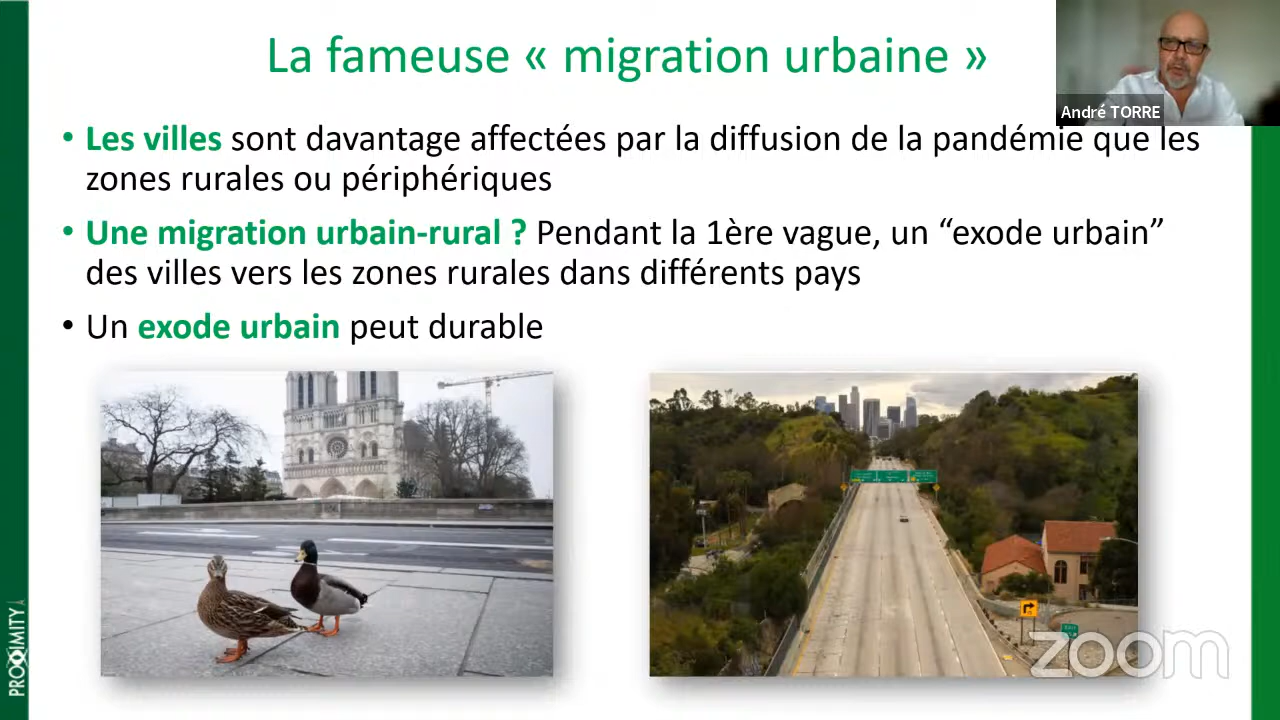 La fameuse « migration urbaine »
André TORRE
• Les villes sont davantage affectées par la diffusion de la pandémie que les
zones rurales ou périphériques
• Une migration urbain-rural ? Pendant la 1ère vague, un “exode urbain”
des villes vers les zones rurales dans différents pays
• Un exode urbain peut durable
PROXIMITY
zoom